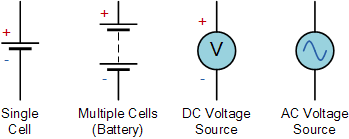 +
-
Single
Cell
+
-
Multiple Cells
(Battery)
+
V
-
DC Voltage
Source
AC Voltage
Source